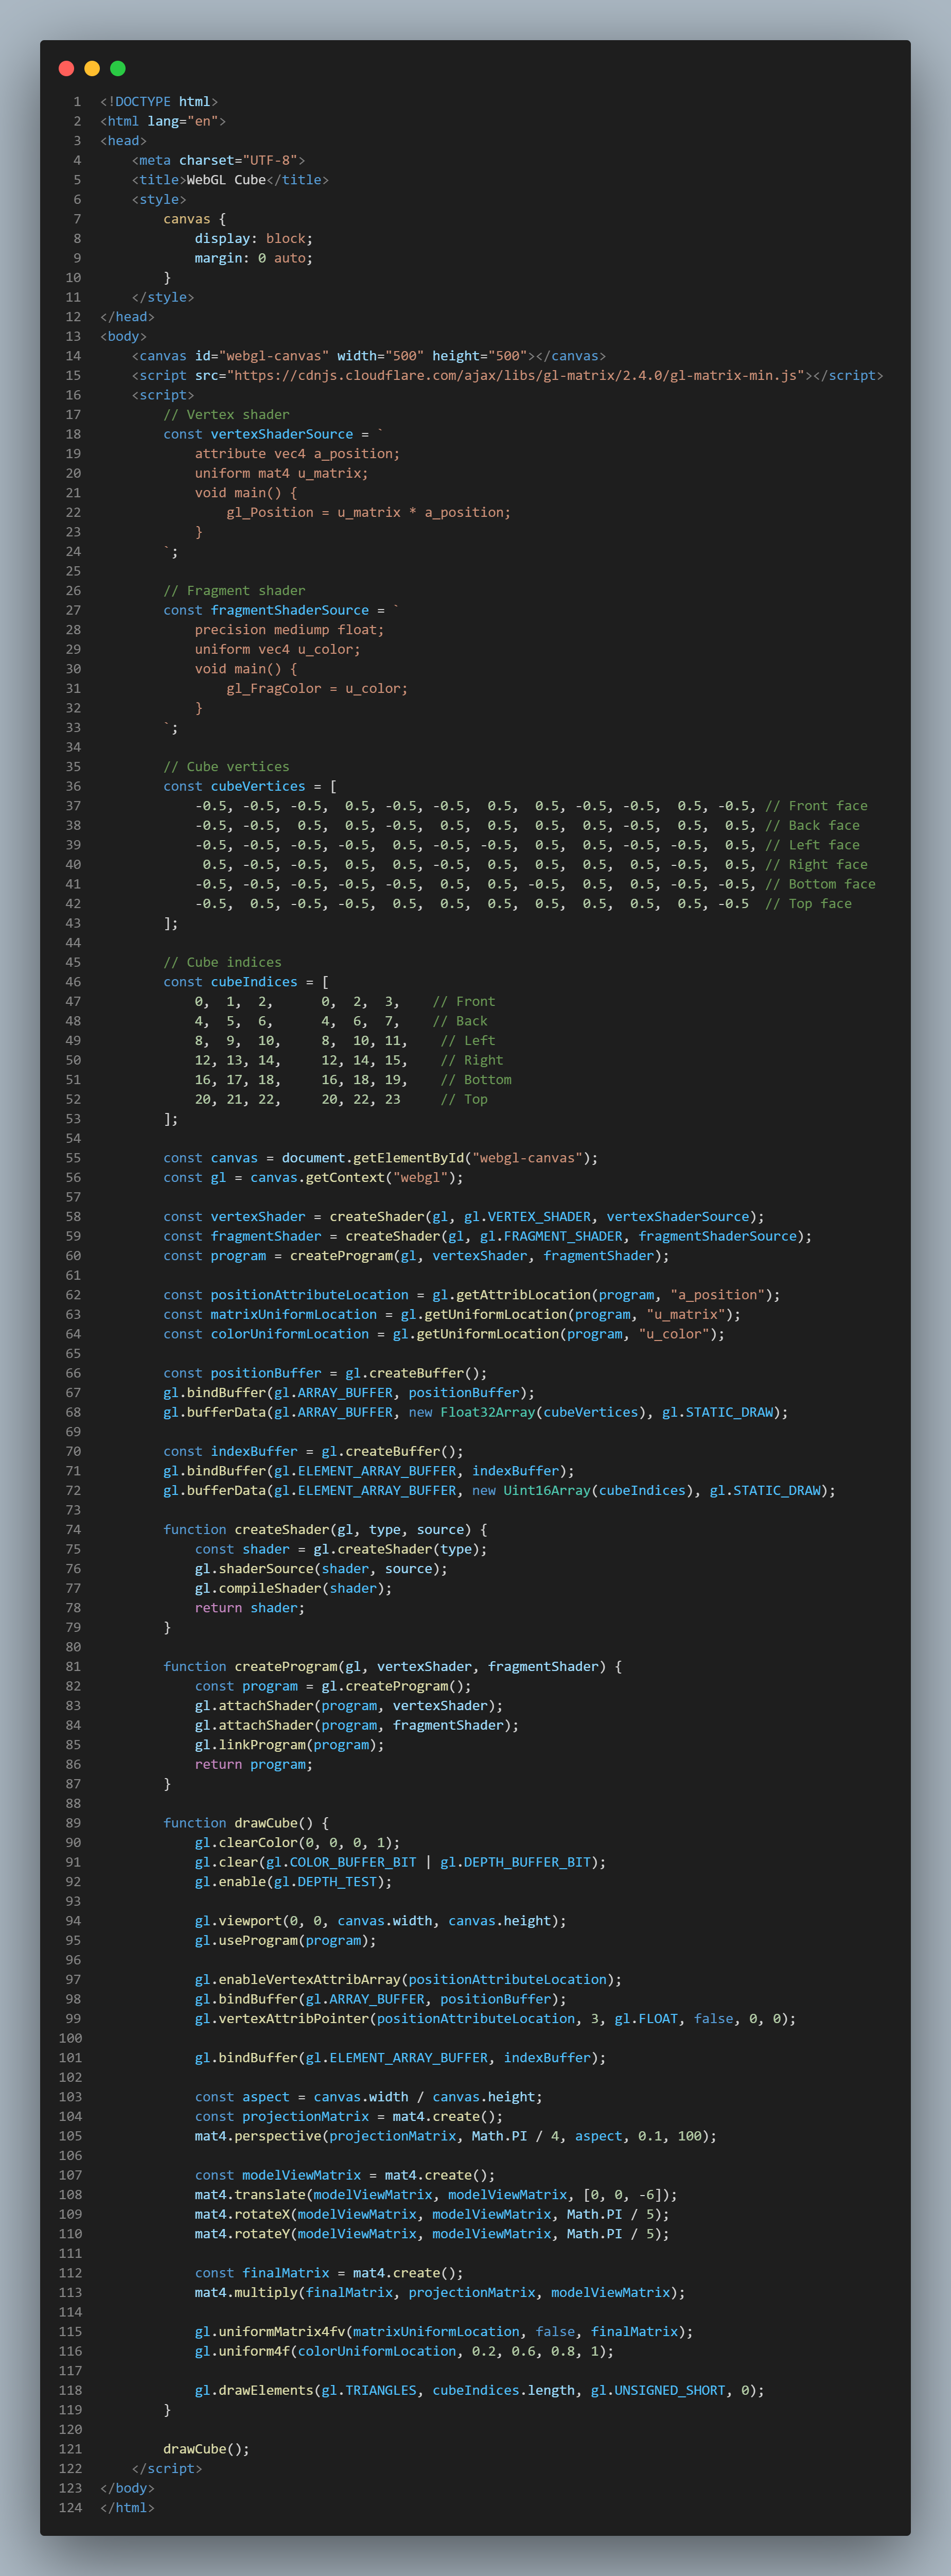 1 <!DOCTYPE html>
2 <html lang="en">
3 <head>
4     <meta charset="UTF-8">
5     <title>WebGL Cube</title>
6     <style>
7         canvas {
8             display: block;
9             margin: 0 auto;
10         }
11     </style>
12 </head>
13 <body>
14     <canvas id="webgl-canvas" width="500" height="500"></canvas>
15     <script src="https://cdnjs.cloudflare.com/ajax/libs/gl-matrix/2.4.0/gl-matrix-min.js"></script>
16     <script>
17         // Vertex shader
18         const vertexShaderSource = `
19             attribute vec4 a_position;
20             uniform mat4 u_matrix;
21             void main() {
22                 gl_Position = u_matrix * a_position;
23             }
24         `;
25
26         // Fragment shader
27         const fragmentShaderSource = `
28             precision mediump float;
29             uniform vec4 u_color;
30             void main() {
31                 gl_FragColor = u_color;
32             }
33         `;
34
35         // Cube vertices
36         const cubeVertices = [
37             -0.5, -0.5, -0.5,  0.5, -0.5, -0.5,  0.5,  0.5, -0.5, -0.5,  0.5, -0.5, // Front face
38             -0.5, -0.5,  0.5,  0.5, -0.5,  0.5,  0.5,  0.5,  0.5, -0.5,  0.5,  0.5, // Back face
39             -0.5, -0.5, -0.5, -0.5,  0.5, -0.5, -0.5,  0.5,  0.5, -0.5, -0.5,  0.5, // Left face
40              0.5, -0.5, -0.5,  0.5,  0.5, -0.5,  0.5,  0.5,  0.5,  0.5, -0.5,  0.5, // Right face
41             -0.5, -0.5, -0.5, -0.5, -0.5,  0.5,  0.5, -0.5,  0.5,  0.5, -0.5, -0.5, // Bottom face
42             -0.5,  0.5, -0.5, -0.5,  0.5,  0.5,  0.5,  0.5,  0.5,  0.5,  0.5, -0.5  // Top face
43         ];
44
45         // Cube indices
46         const cubeIndices = [
47             0,  1,  2,      0,  2,  3,    // Front
48             4,  5,  6,      4,  6,  7,    // Back
49             8,  9,  10,     8,  10, 11,    // Left
50             12, 13, 14,     12, 14, 15,    // Right
51             16, 17, 18,     16, 18, 19,    // Bottom
52             20, 21, 22,     20, 22, 23     // Top
53         ];
54
55         const canvas = document.getElementById("webgl-canvas");
56         const gl = canvas.getContext("webgl");
57
58         const vertexShader = createShader(gl, gl.VERTEX_SHADER, vertexShaderSource);
59         const fragmentShader = createShader(gl, gl.FRAGMENT_SHADER, fragmentShaderSource);
60         const program = createProgram(gl, vertexShader, fragmentShader);
61
62         const positionAttributeLocation = gl.getAttribLocation(program, "a_position");
63         const matrixUniformLocation = gl.getUniformLocation(program, "u_matrix");
64         const colorUniformLocation = gl.getUniformLocation(program, "u_color");
65
66         const positionBuffer = gl.createBuffer();
67         gl.bindBuffer(gl.ARRAY_BUFFER, positionBuffer);
68         gl.bufferData(gl.ARRAY_BUFFER, new Float32Array(cubeVertices), gl.STATIC_DRAW);
69
70         const indexBuffer = gl.createBuffer();
71         gl.bindBuffer(gl.ELEMENT_ARRAY_BUFFER, indexBuffer);
72         gl.bufferData(gl.ELEMENT_ARRAY_BUFFER, new Uint16Array(cubeIndices), gl.STATIC_DRAW);
73
74         function createShader(gl, type, source) {
75             const shader = gl.createShader(type);
76             gl.shaderSource(shader, source);
77             gl.compileShader(shader);
78             return shader;
79         }
80
81         function createProgram(gl, vertexShader, fragmentShader) {
82             const program = gl.createProgram();
83             gl.attachShader(program, vertexShader);
84             gl.attachShader(program, fragmentShader);
85             gl.linkProgram(program);
86             return program;
87         }
88
89         function drawCube() {
90             gl.clearColor(0, 0, 0, 1);
91             gl.clear(gl.COLOR_BUFFER_BIT | gl.DEPTH_BUFFER_BIT);
92             gl.enable(gl.DEPTH_TEST);
93
94             gl.viewport(0, 0, canvas.width, canvas.height);
95             gl.useProgram(program);
96
97             gl.enableVertexAttribArray(positionAttributeLocation);
98             gl.bindBuffer(gl.ARRAY_BUFFER, positionBuffer);
99             gl.vertexAttribPointer(positionAttributeLocation, 3, gl.FLOAT, false, 0, 0);
100
101             gl.bindBuffer(gl.ELEMENT_ARRAY_BUFFER, indexBuffer);
102
103             const aspect = canvas.width / canvas.height;
104             const projectionMatrix = mat4.create();
105             mat4.perspective(projectionMatrix, Math.PI / 4, aspect, 0.1, 100);
106
107             const modelViewMatrix = mat4.create();
108             mat4.translate(modelViewMatrix, modelViewMatrix, [0, 0, -6]);
109             mat4.rotateX(modelViewMatrix, modelViewMatrix, Math.PI / 5);
110             mat4.rotateY(modelViewMatrix, modelViewMatrix, Math.PI / 5);
111
112             const finalMatrix = mat4.create();
113             mat4.multiply(finalMatrix, projectionMatrix, modelViewMatrix);
114
115             gl.uniformMatrix4fv(matrixUniformLocation, false, finalMatrix);
116             gl.uniform4f(colorUniformLocation, 0.2, 0.6, 0.8, 1);
117
118             gl.drawElements(gl.TRIANGLES, cubeIndices.length, gl.UNSIGNED_SHORT, 0);
119         }
120
121         drawCube();
122     </script>
123 </body>
124 </html>